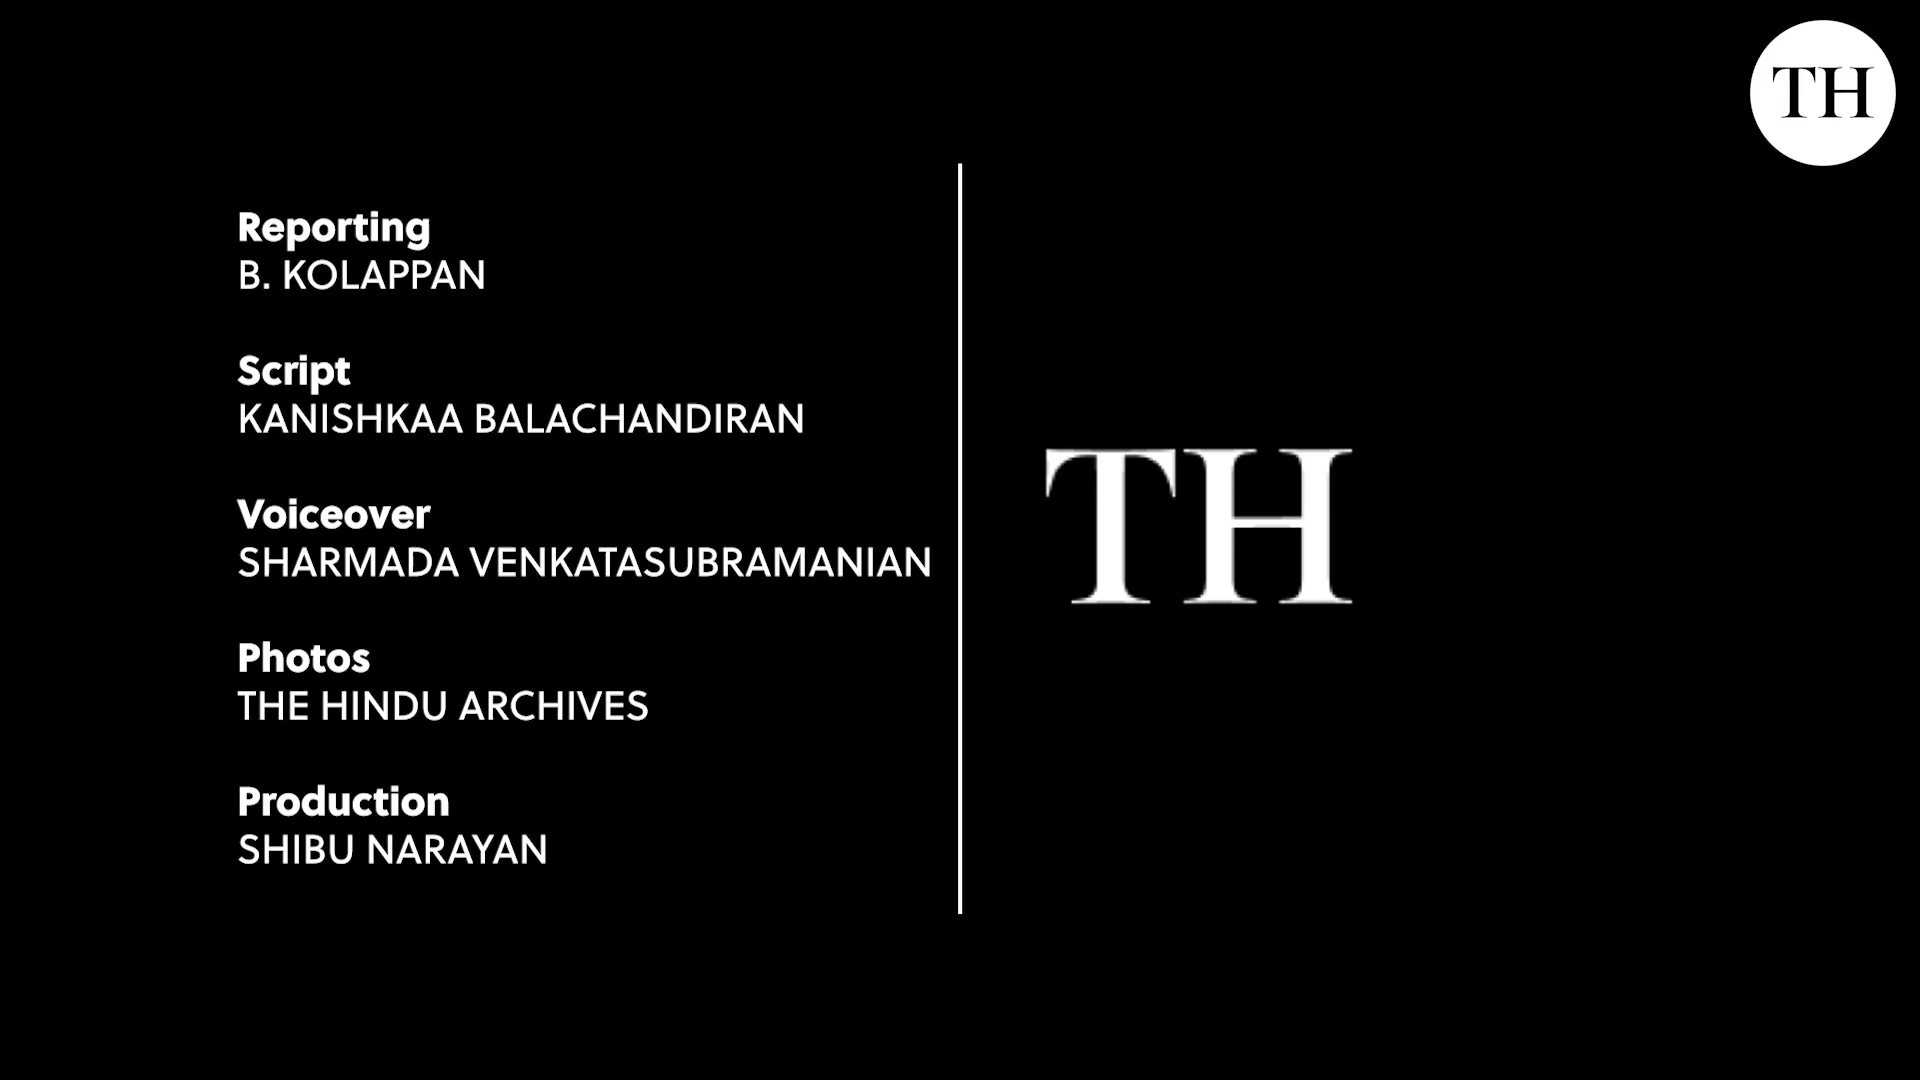 TH
Reporting
B. KOLAPPAN
Script
KANISHKAA BALACHANDIRAN
Voiceover
SHARMADA VENKATASUBRAMANIAN
Photos
THE HINDU ARCHIVES
Production
SHIBU NARAYAN
TH